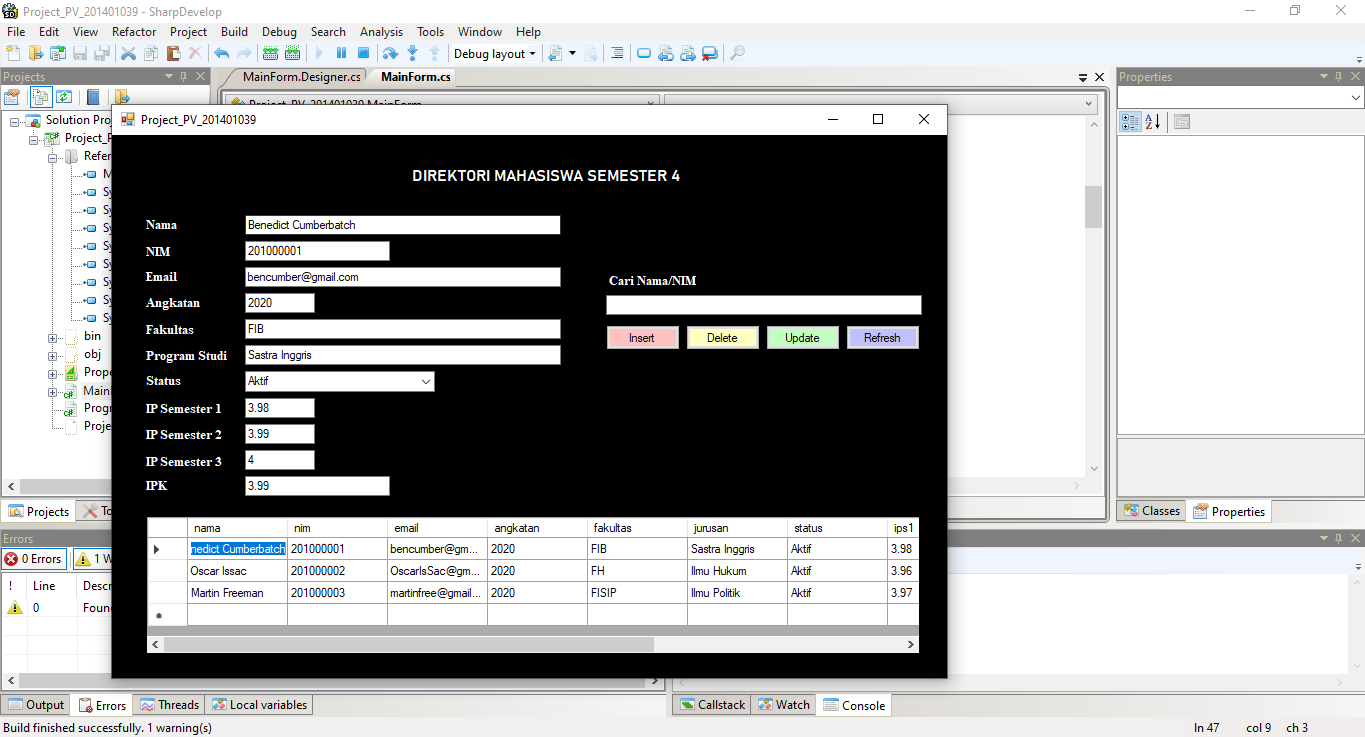 Project_PV_201401039 - SharpDevelop
File Edit View Refactor Project Build Debug Search Analysis Tools Window Help
Debug layout
Projects
MainForm.Designer.cs MainForm.cs
Properties
Project_PV_201401039.MainForm
Solution Proj
Project_P
Refer
M
Sy
Sy
Sy
Sy
Sy
Sy
Sy
Sy
bin
obj
Prope
Main
Progr
Proje
Project_PV_201401039
DIREKTORI MAHASISWA SEMESTER 4
Nama Benedict Cumberbatch
NIM 201000001
Email bencumber@gmail.com
Angkatan 2020
Fakultas FIB
Program Studi Sastra Inggris
Status Aktif
IP Semester 1 3.98
IP Semester 2 3.99
IP Semester 3 4
IPK 3.99
Cari Nama/NIM
Insert Delete Update Refresh
nama nim email angkatan fakultas jurusan status ips1
nedict Cumberbatch 201000001 bencumber@gm... 2020 FIB Sastra Inggris Aktif 3.98
Oscar Issac 201000002 OscarIsSac@gm... 2020 FH Ilmu Hukum Aktif 3.96
Martin Freeman 201000003 martinfree@gmail... 2020 FISIP Ilmu Politik Aktif 3.97
Projects To
Classes Properties
Errors
0 Errors 1 W
! Line Descr
0 Foun
Output Errors Threads Local variables
Callstack Watch Console
Build finished successfully. 1 warning(s)
ln 47 col 9 ch 3